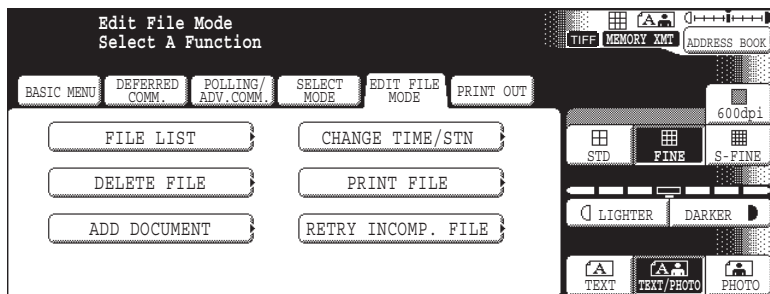 Edit File Mode
Select A Function
TIFF MEMORY XMT A
ADDRESS BOOK
BASIC MENU
DEFERRED
COMM.
POLLING/
ADV.COMM.
SELECT
MODE
EDIT FILE
MODE
PRINT OUT
600dpi
FILE LIST
CHANGE TIME/STN
STD FINE S-FINE
DELETE FILE
PRINT FILE
LIGHTER DARKER
ADD DOCUMENT
RETRY INCOMP. FILE
A A
TEXT TEXT/PHOTO PHOTO